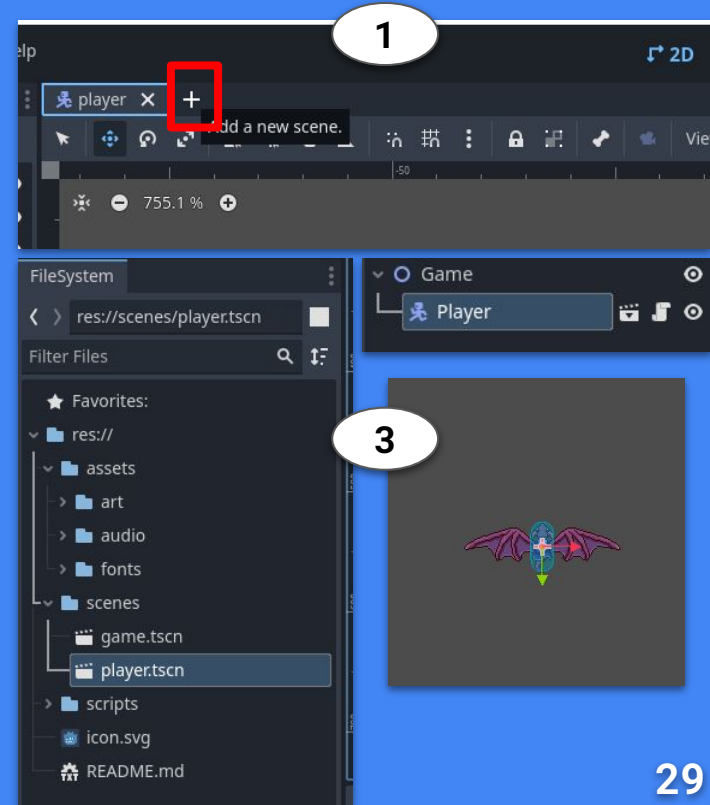 1
elp
2D
player
Add a new scene.
Vie
-50
755.1 %
FileSystem
res://scenes/player.tscn
Filter Files
Favorites:
res://
assets
art
audio
fonts
scenes
game.tscn
player.tscn
scripts
icon.svg
README.md
Game
Player
3
29